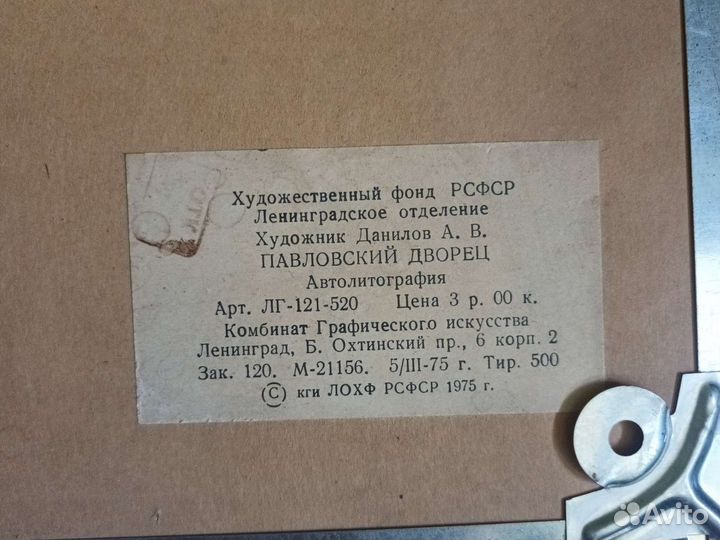 ОТК
Художественный фонд РСФСР
Ленинградское отделение
Художник Данилов А. В.
ПАВЛОВСКИЙ ДВОРЕЦ
Автолитография
Арт. ЛГ-121-520 Цена 3 р. 00 к.
Комбинат Графического искусства
Ленинград, Б. Охтинский пр., 6 корп. 2
Зак. 120. М-21156. 5/III-75 г. Тир. 500
(C) кги ЛОХФ РСФСР 1975 г.
Avito